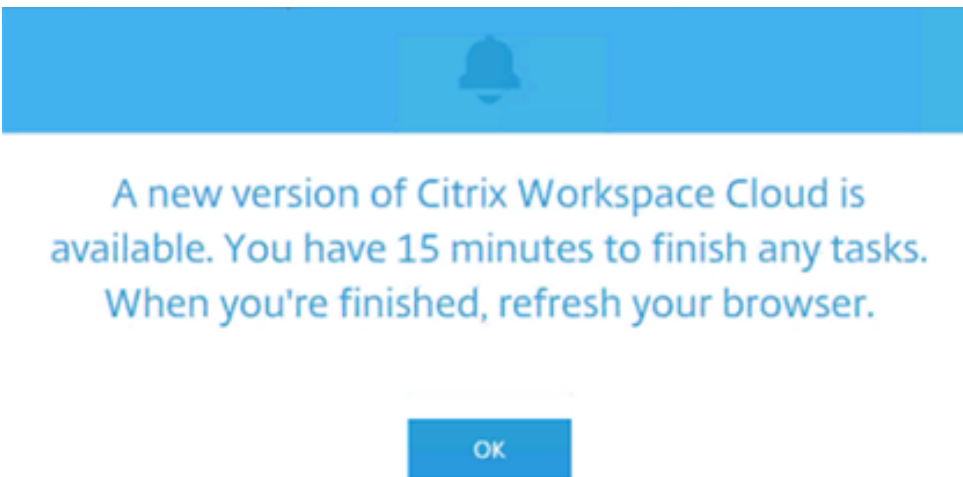 A new version of Citrix Workspace Cloud is
available. You have 15 minutes to finish any tasks.
When you're finished, refresh your browser.
OK